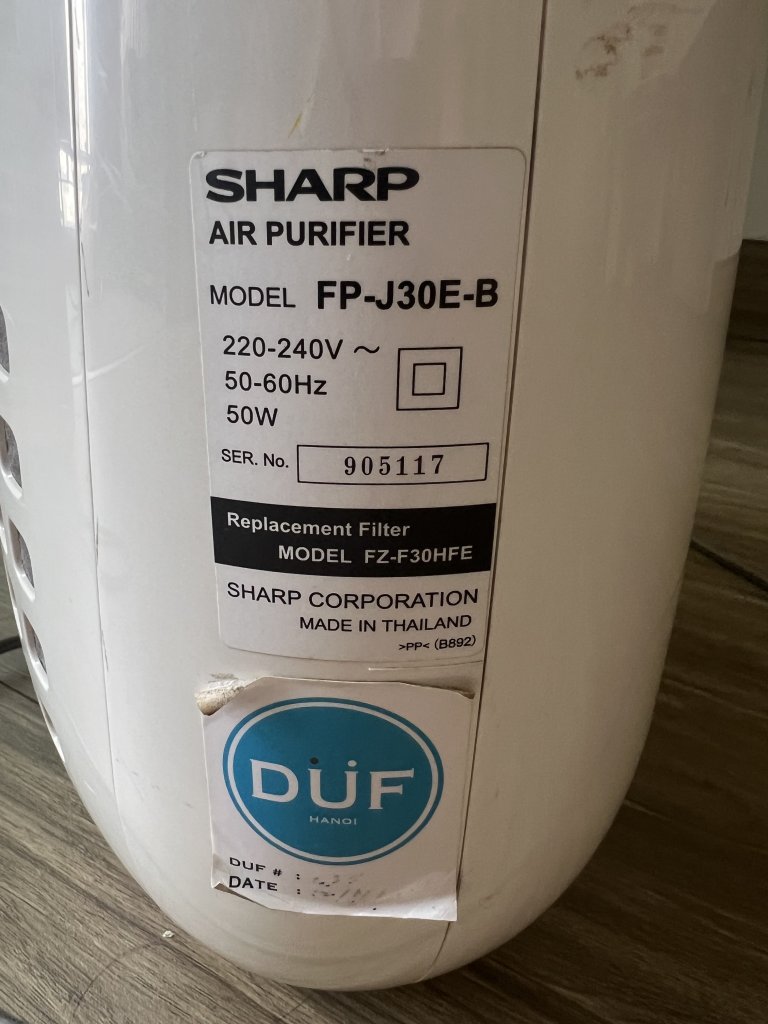 SHARP
AIR PURIFIER
MODEL FP-J30E-B
220-240V ～
50-60Hz
50W
SER. No. 905117
Replacement Filter
MODEL FZ-F30HFE
SHARP CORPORATION
MADE IN THAILAND
>PP< (B892)
DUF
HANOI
DUF # :
DATE :